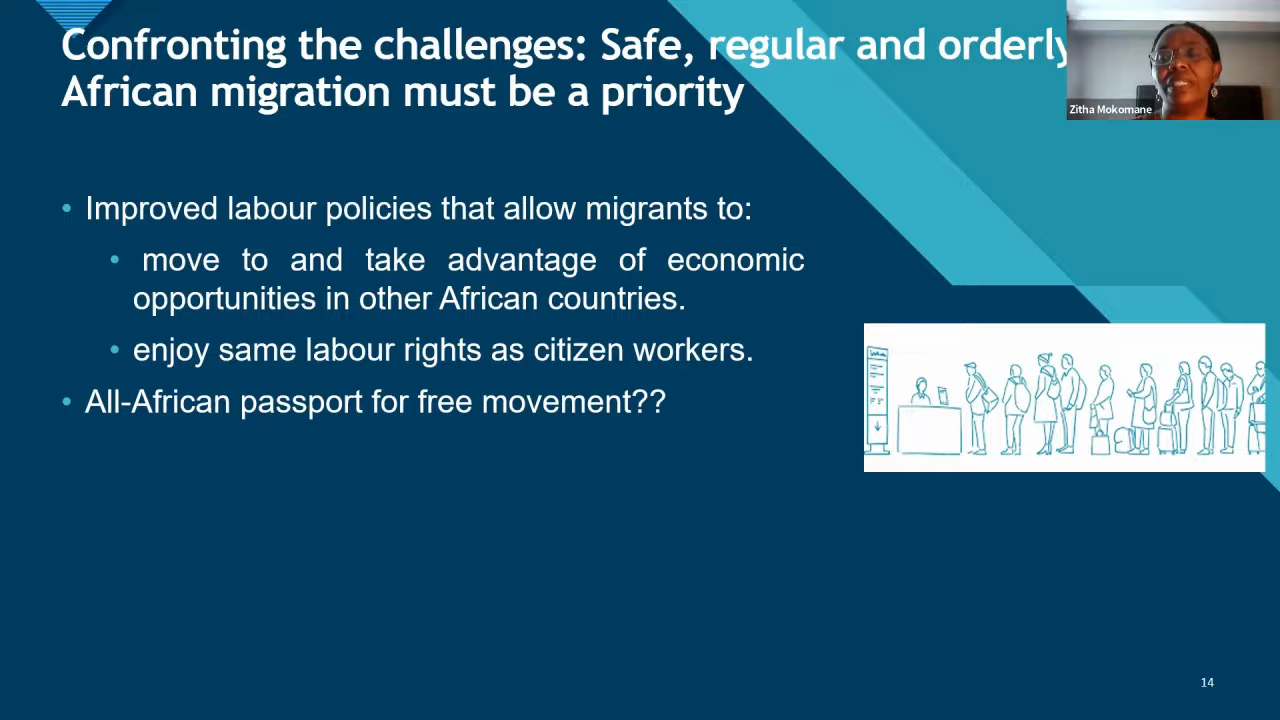 Confronting the challenges: Safe, regular and orderly
African migration must be a priority
Zitha Mokomane
• Improved labour policies that allow migrants to:
• move to and take advantage of economic
opportunities in other African countries.
• enjoy same labour rights as citizen workers.
• All-African passport for free movement??
14